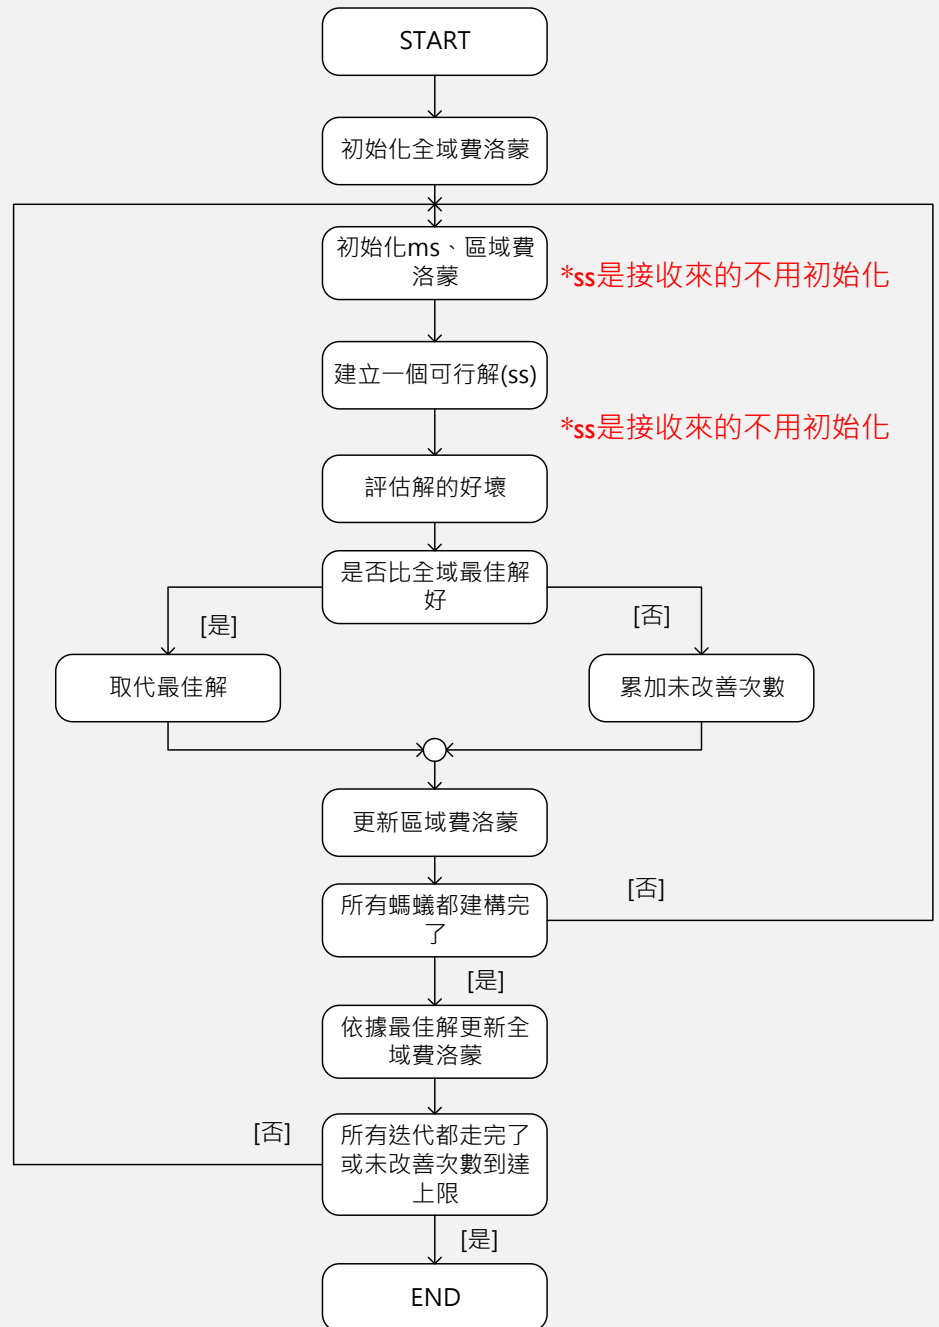 START
初始化全域費洛蒙
初始化ms、區域費
洛蒙
*ss是接收來的不用初始化
建立一個可行解(ss)
*ss是接收來的不用初始化
評估解的好壞
是否比全域最佳解
好
[是]
[否]
取代最佳解
累加未改善次數
更新區域費洛蒙
所有螞蟻都建構完
了
[否]
[是]
依據最佳解更新全
域費洛蒙
所有迭代都走完了
或未改善次數到達
上限
[否]
[是]
END